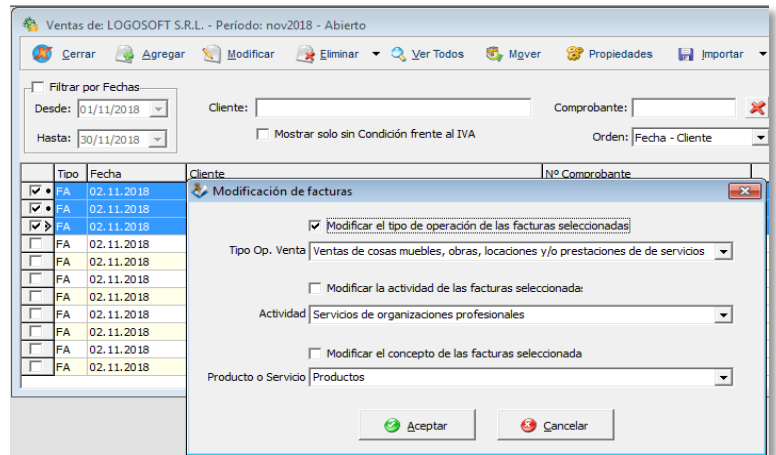 Ventas de: LOGOSOFT S.R.L. - Período: nov2018 - Abierto
Cerrar Agregar Modificar Eliminar Ver Todos Mover Propiedades Importar
Filtrar por Fechas
Desde: 01/11/2018 Cliente: Comprobante:
Hasta: 30/11/2018 Mostrar solo sin Condición frente al IVA Orden: Fecha - Cliente
Tipo Fecha Cliente Nº Comprobante
FA 02.11.2018
FA 02.11.2018
FA 02.11.2018
FA 02.11.2018
FA 02.11.2018
FA 02.11.2018
FA 02.11.2018
FA 02.11.2018
FA 02.11.2018
FA 02.11.2018
FA 02.11.2018
Modificación de facturas
Modificar el tipo de operación de las facturas seleccionadas
Tipo Op. Venta Ventas de cosas muebles, obras, locaciones y/o prestaciones de de servicios
Modificar la actividad de las facturas seleccionada:
Actividad Servicios de organizaciones profesionales
Modificar el concepto de las facturas seleccionada
Producto o Servicio Productos
Aceptar Cancelar